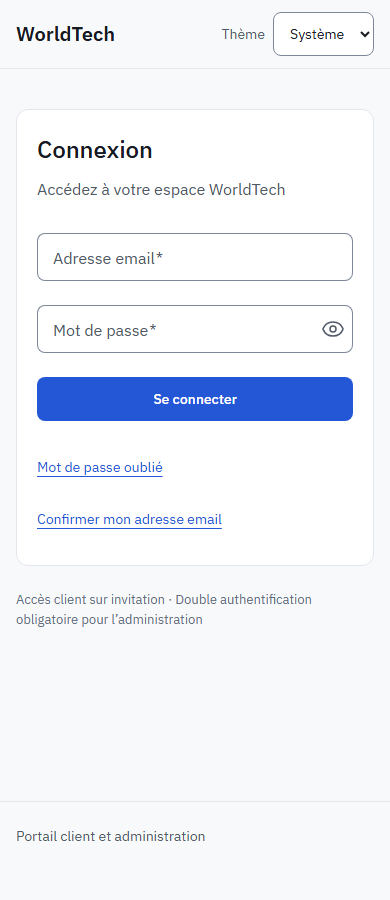 WorldTech
Thème
Système
Connexion
Accédez à votre espace WorldTech
Adresse email*
Mot de passe*
Se connecter
Mot de passe oublié
Confirmer mon adresse email
Accès client sur invitation · Double authentification
obligatoire pour l’administration
Portail client et administration